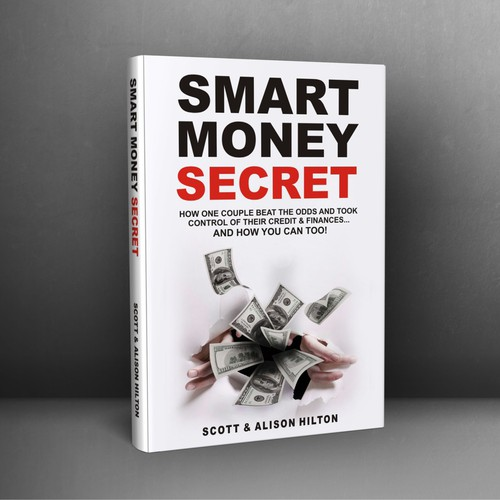 SMART
MONEY
SECRET
HOW ONE COUPLE BEAT THE ODDS AND TOOK
CONTROL OF THEIR CREDIT & FINANCES...
AND HOW YOU CAN TOO!
SCOTT & ALISON HILTON
SMART MONEY SECRET
SCOTT & ALISON HILTON